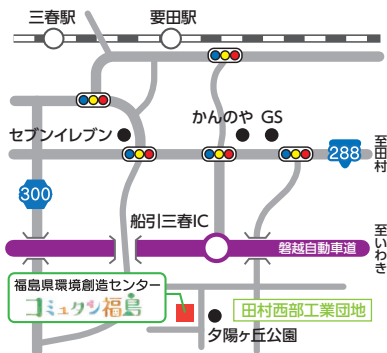 三春駅
要田駅
かんのや GS
セブンイレブン
288
至田村
300
船引三春IC
至いわき
磐越自動車道
福島県環境創造センター
コミュタン福島
田村西部工業団地
夕陽ヶ丘公園